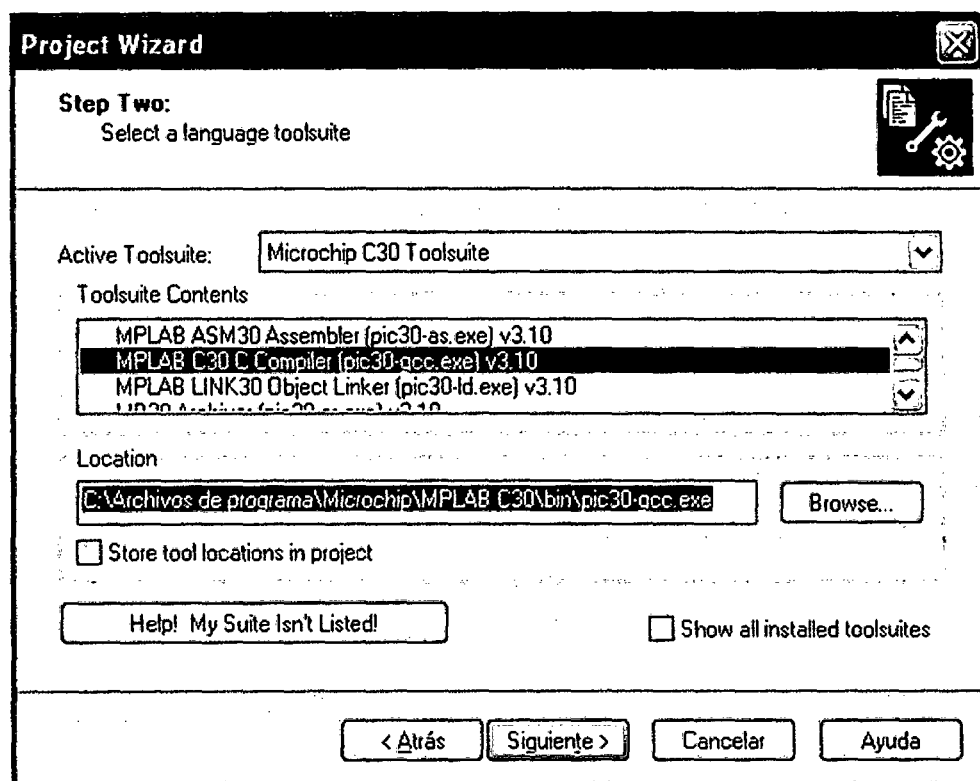 Project Wizard
Step Two:
Select a language toolsuite
Active Toolsuite: Microchip C30 Toolsuite
Toolsuite Contents
MPLAB ASM30 Assembler (pic30-as.exe) v3.10
MPLAB C30 C Compiler (pic30-gcc.exe) v3.10
MPLAB LINK30 Object Linker (pic30-ld.exe) v3.10
Location
C:\Archivos de programa\Microchip\MPLAB C30\bin\pic30-gcc.exe Browse...
Store tool locations in project
Help! My Suite Isn't Listed! Show all installed toolsuites
< Atrás Siguiente > Cancelar Ayuda